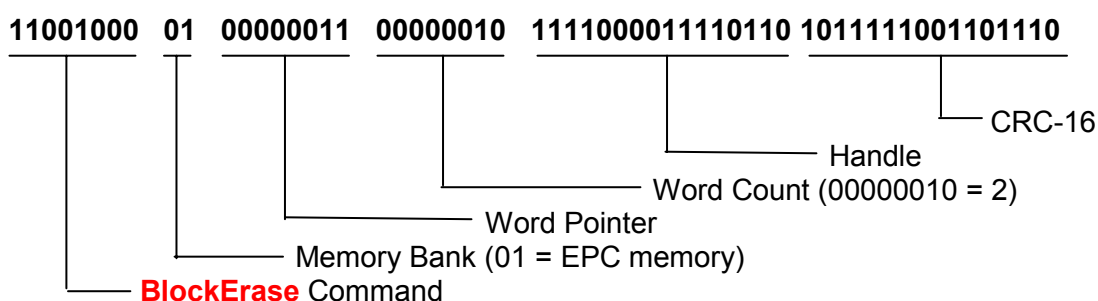 11001000 01 00000011 00000010 1111000011110110 1011111001101110
CRC-16
Handle
Word Count (00000010 = 2)
Word Pointer
Memory Bank (01 = EPC memory)
BlockErase Command